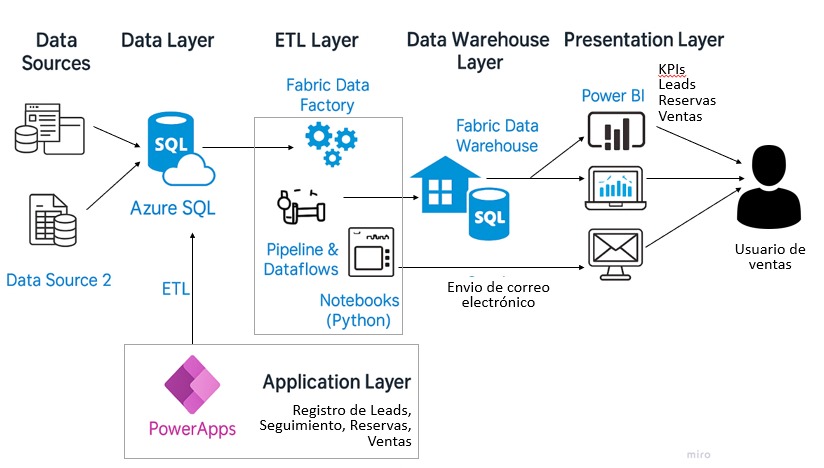 Data
Sources
Data Layer
ETL Layer
Data Warehouse
Layer
Presentation Layer
KPIs
Leads
Reservas
Ventas
Fabric Data
Factory
Power BI
SQL
Fabric Data
Warehouse
Azure SQL
SQL
Pipeline &
Dataflows
Usuario de
ventas
Data Source 2
ETL
Notebooks
(Python)
Envio de correo
electrónico
Application Layer
PowerApps
Registro de Leads,
Seguimiento, Reservas,
Ventas
miro